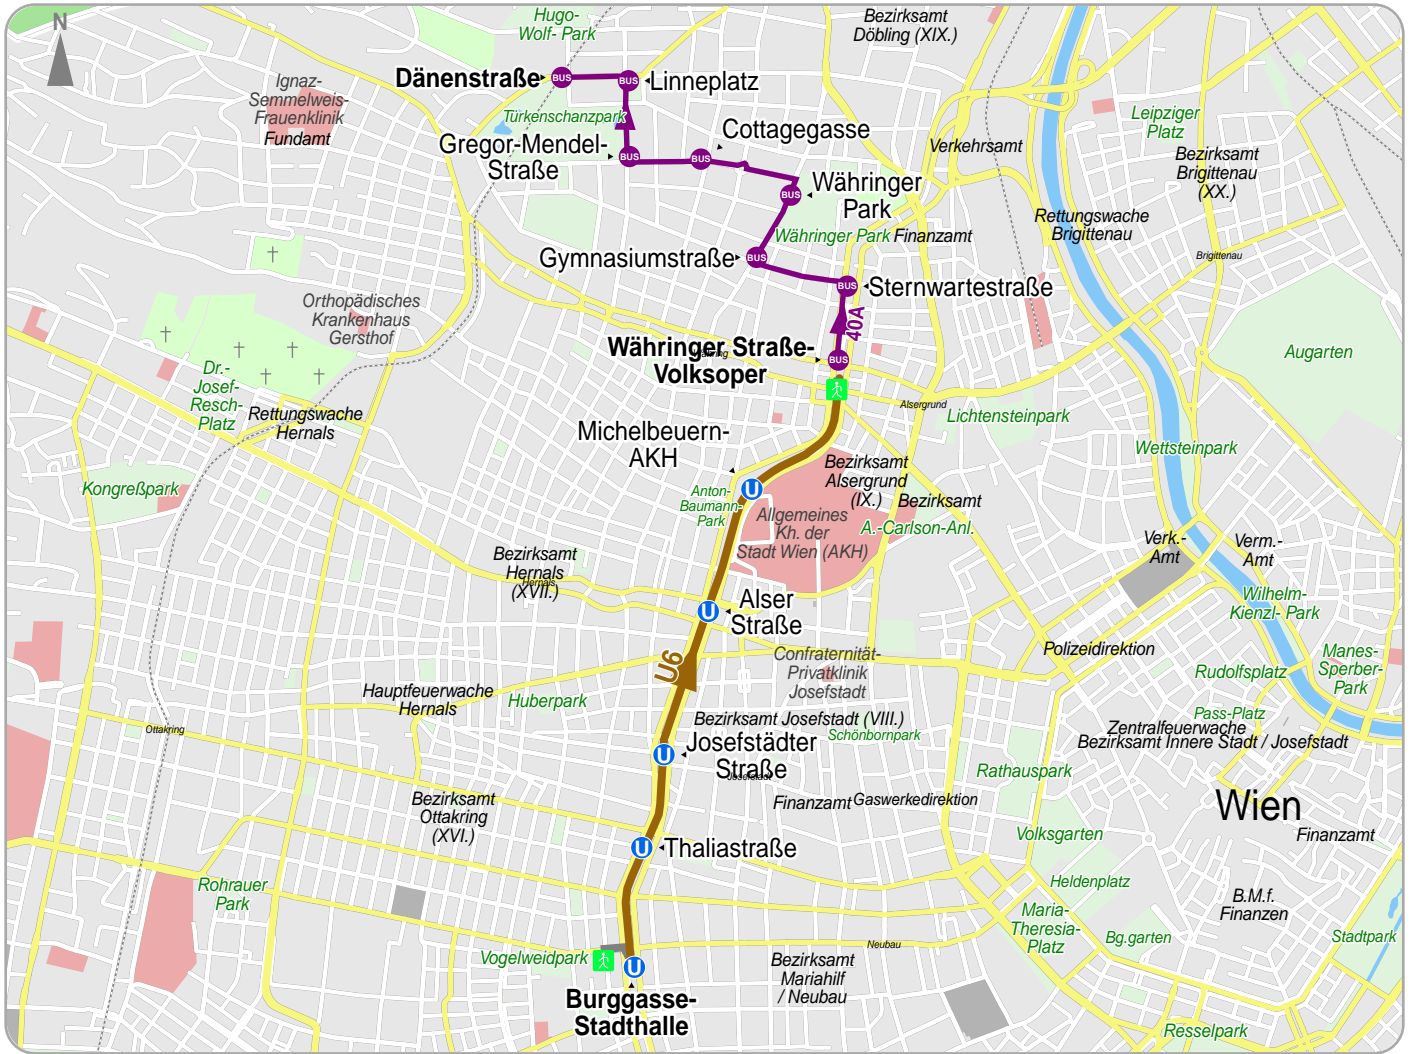 N
Hugo-
Wolf- Park
Bezirksamt
Döbling (XIX.)
Dänenstraße
BUS
BUS
Linneplatz
Ignaz-
Semmelweis-
Frauenklinik
Fundamt
Türkenschanzpark
Leipziger
Platz
Cottagegasse
Gregor-Mendel-
Straße
BUS
BUS
Verkehrsamt
Bezirksamt
Brigittenau
(XX.)
Währinger
Park
BUS
Rettungswache
Brigittenau
Währinger Park
Finanzamt
Gymnasiumstraße
BUS
Brigittenau
Sternwartestraße
BUS
Orthopädisches
Krankenhaus
Gersthof
40A
Währinger Straße-
Volksoper
Währing
BUS
Augarten
Dr.-
Josef-
Resch-
Platz
Rettungswache
Hernals
Alsergrund
Lichtensteinpark
Michelbeuern-
AKH
Wettsteinpark
Bezirksamt
Alsergrund
(IX.)
Bezirksamt
Kongreßpark
U
Anton-
Baumann-
Park
Allgemeines
Kh. der
Stadt Wien (AKH)
A.-Carlson-Anl.
Verk.-
Amt
Verm.-
Amt
Bezirksamt
Hernals
Hernals
(XVII.)
Wilhelm-
Kienzl- Park
U
Alser
Straße
Polizeidirektion
Manes-
Sperber-
Park
Confraternität-
Privatklinik
Josefstadt
U6
Rudolfsplatz
Hauptfeuerwache
Hernals
Huberpark
Pass-Platz
Bezirksamt Josefstadt (VIII.)
Schönbornpark
Zentralfeuerwache
Bezirksamt Innere Stadt / Josefstadt
Ottakring
U
Josefstädter
Straße
Josefstadt
Rathauspark
Bezirksamt
Ottakring
(XVI.)
Finanzamt
Gaswerkedirektion
Wien
Finanzamt
Volksgarten
U
Thaliastraße
Heldenplatz
Rohrauer
Park
B.M.f.
Finanzen
Maria-
Theresia-
Platz
Bg.garten
Stadtpark
Neubau
Vogelweidpark
U
Bezirksamt
Mariahilf
/ Neubau
Burggasse-
Stadthalle
Resselpark